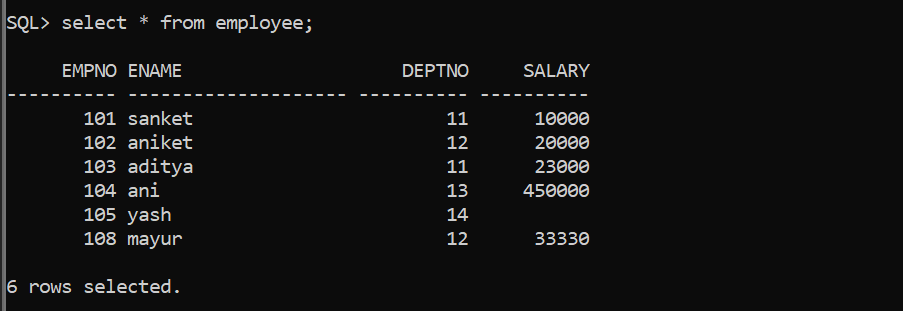 SQL> select * from employee;
EMPNO ENAME DEPTNO SALARY
---------- -------------------- ---------- ----------
101 sanket 11 10000
102 aniket 12 20000
103 aditya 11 23000
104 ani 13 450000
105 yash 14
108 mayur 12 33330
6 rows selected.